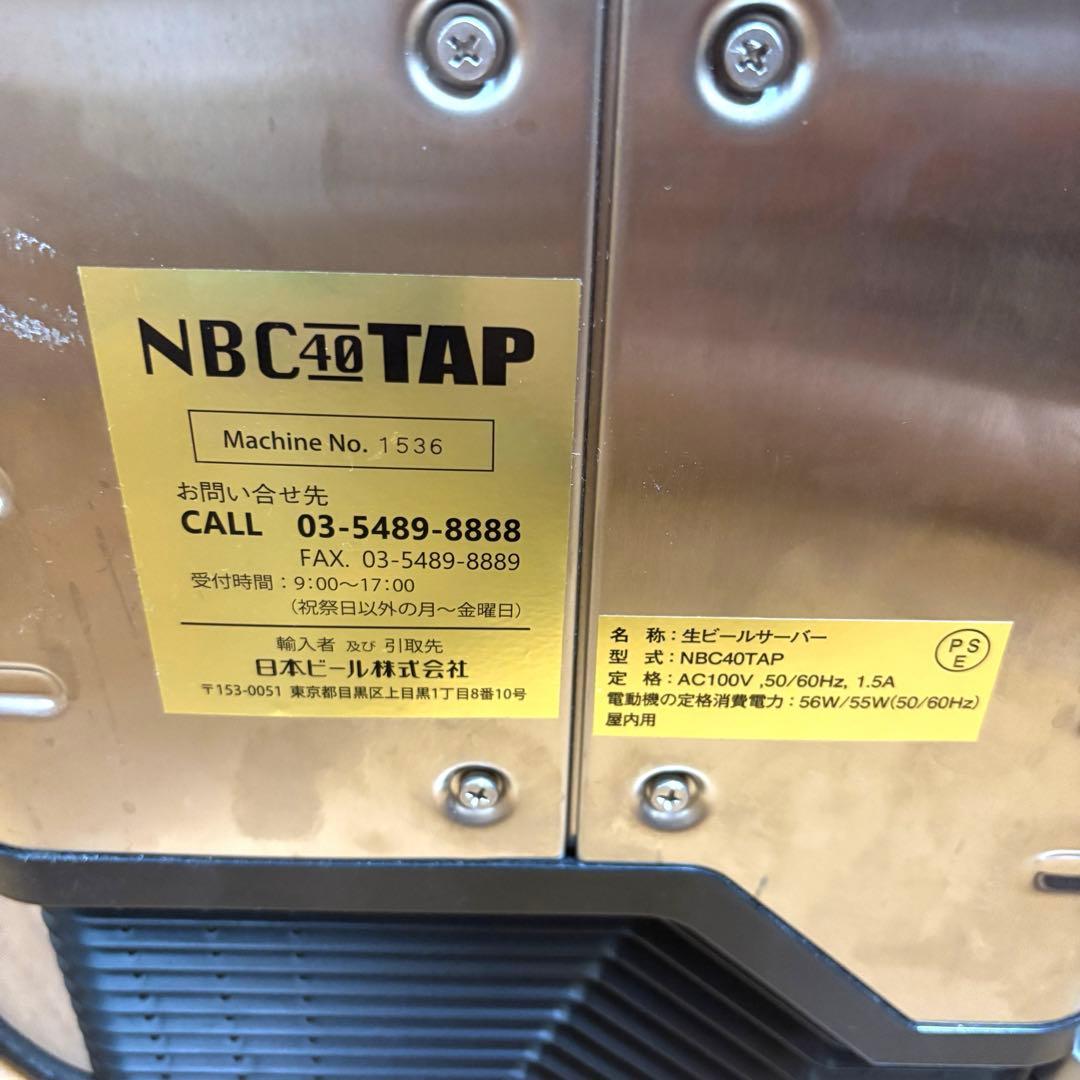 NBC40TAP
Machine No. 1536
お問い合せ先
CALL 03-5489-8888
FAX. 03-5489-8889
受付時間：9:00〜17:00
（祝祭日以外の月〜金曜日）
輸入者 及び 引取先
日本ビール株式会社
〒153-0051 東京都目黒区上目黒1丁目8番10号
名 称：生ビールサーバー
型 式：NBC40TAP
定 格：AC100V ,50/60Hz, 1.5A
電動機の定格消費電力：56W/55W(50/60Hz)
屋内用
PSE